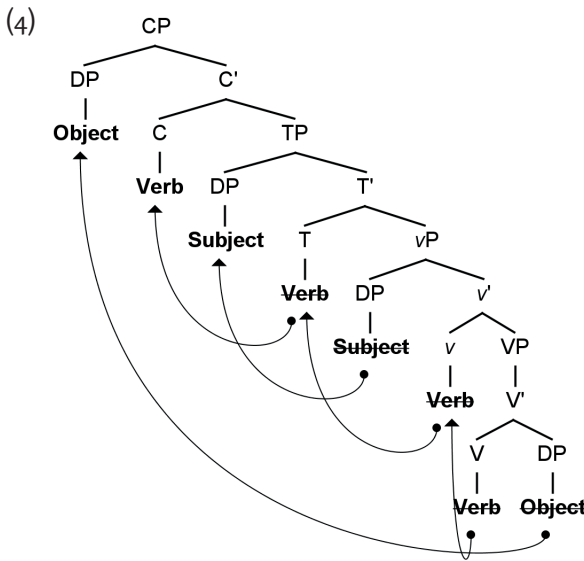 (4) CP
DP C'
Object C TP
Verb DP T'
Subject T vP
Verb DP v'
Subject v VP
Verb V'
V DP
Verb Object